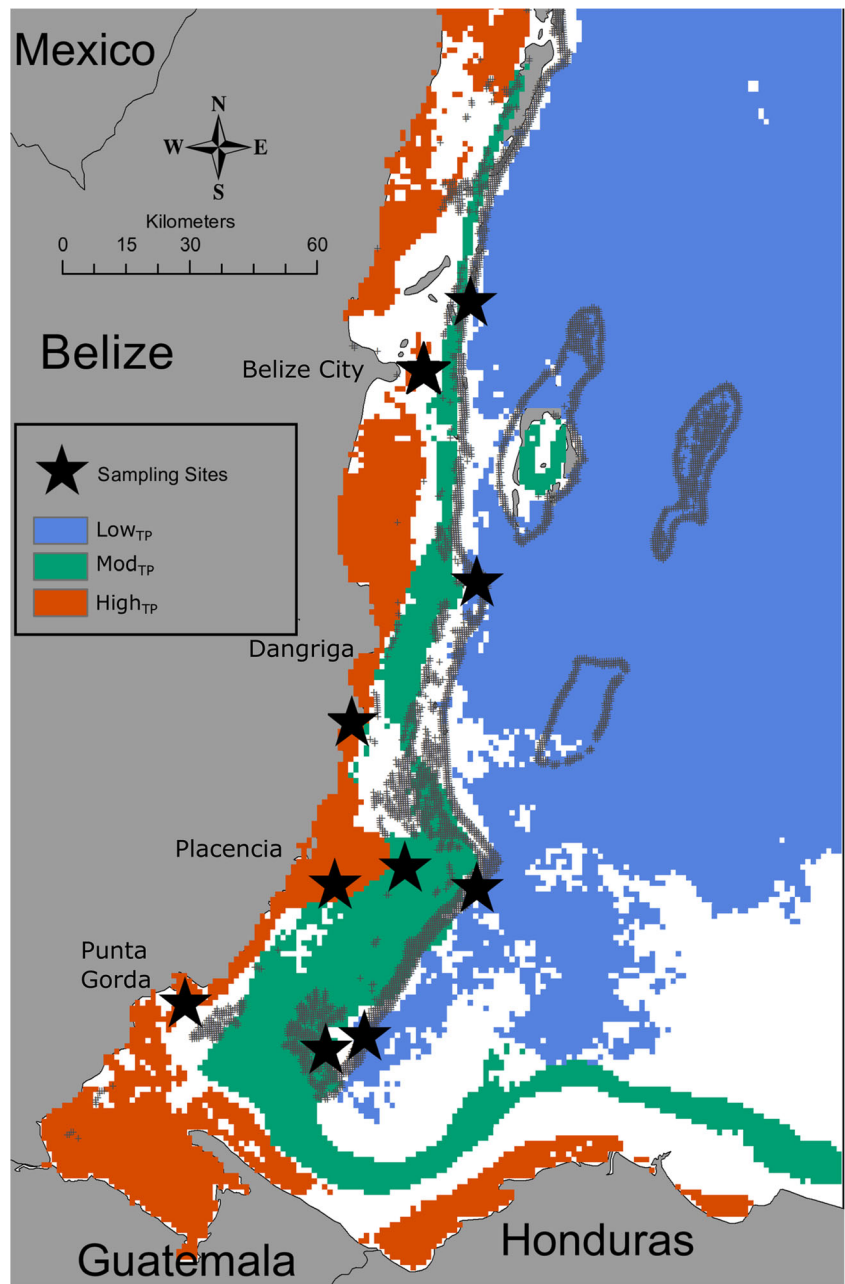 Mexico
N
W E
S
Kilometers
0 15 30 60
Belize
Belize City
Sampling Sites
LowTP
ModTP
HighTP
Dangriga
Placencia
Punta
Gorda
Honduras
Guatemala